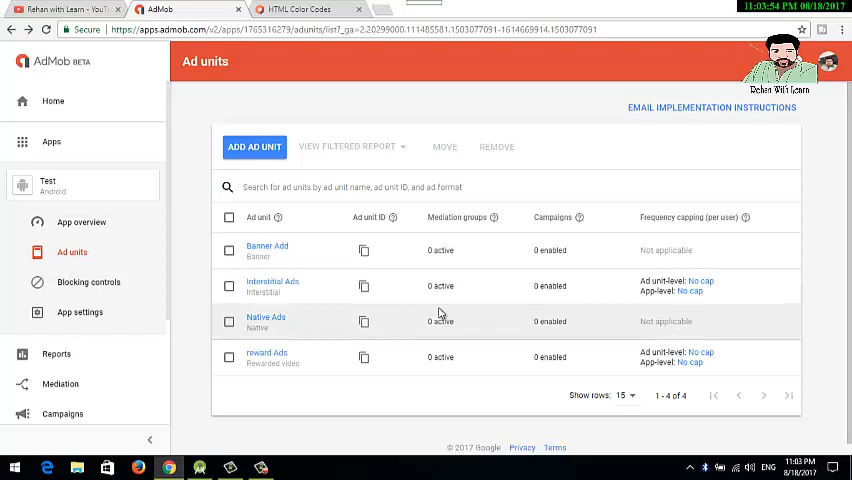 11:03:54 PM 08/18/2017
Rehan with Learn - YouT
AdMob
HTML Color Codes
Secure
https://apps.admob.com/v2/apps/1765316279/adunits/list?_ga=2.20299000.111485581.1503077091-1614669914.1503077091
AdMob BETA
Ad units
Rehan With Learn
Home
EMAIL IMPLEMENTATION INSTRUCTIONS
Apps
ADD AD UNIT
VIEW FILTERED REPORT
MOVE
REMOVE
Test
Android
Search for ad units by ad unit name, ad unit ID, and ad format
App overview
Ad unit
Ad unit ID
Mediation groups
Campaigns
Frequency capping (per user)
Ad units
Banner Add
Banner
0 active
0 enabled
Not applicable
Blocking controls
Interstitial Ads
Interstitial
0 active
0 enabled
Ad unit-level: No cap
App-level: No cap
App settings
Native Ads
Native
0 active
0 enabled
Not applicable
Reports
reward Ads
Rewarded video
0 active
0 enabled
Ad unit-level: No cap
App-level: No cap
Mediation
Show rows: 15
1 - 4 of 4
Campaigns
© 2017 Google
Privacy
Terms
ENG
11:03 PM
8/18/2017